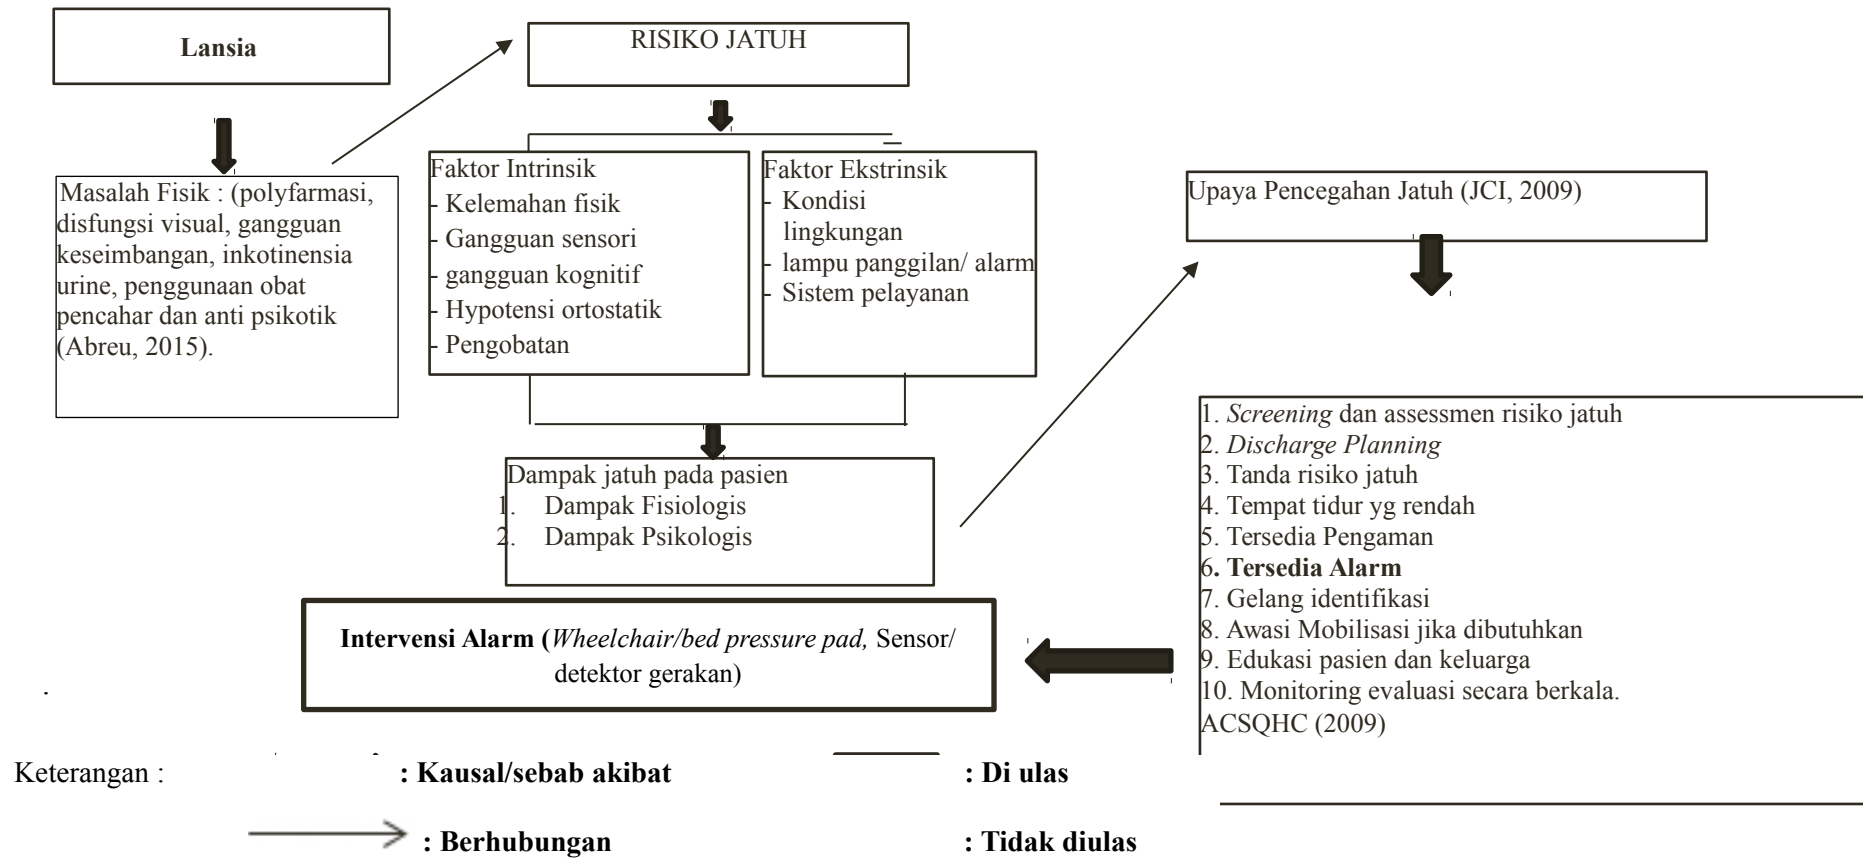 Lansia
RISIKO JATUH
Masalah Fisik : (polyfarmasi,
disfungsi visual, gangguan
keseimbangan, inkotinensia
urine, penggunaan obat
pencahar dan anti psikotik
(Abreu, 2015).
Faktor Intrinsik
- Kelemahan fisik
- Gangguan sensori
- gangguan kognitif
- Hypotensi ortostatik
- Pengobatan
Faktor Ekstrinsik
- Kondisi
lingkungan
- lampu panggilan/ alarm
- Sistem pelayanan
Dampak jatuh pada pasien
1. Dampak Fisiologis
2. Dampak Psikologis
Upaya Pencegahan Jatuh (JCI, 2009)
1. Screening dan assessmen risiko jatuh
2. Discharge Planning
3. Tanda risiko jatuh
4. Tempat tidur yg rendah
5. Tersedia Pengaman
6. Tersedia Alarm
7. Gelang identifikasi
8. Awasi Mobilisasi jika dibutuhkan
9. Edukasi pasien dan keluarga
10. Monitoring evaluasi secara berkala.
ACSQHC (2009)
Intervensi Alarm (Wheelchair/bed pressure pad, Sensor/
detektor gerakan)
.
Keterangan :
: Kausal/sebab akibat
: Di ulas
: Berhubungan
: Tidak diulas